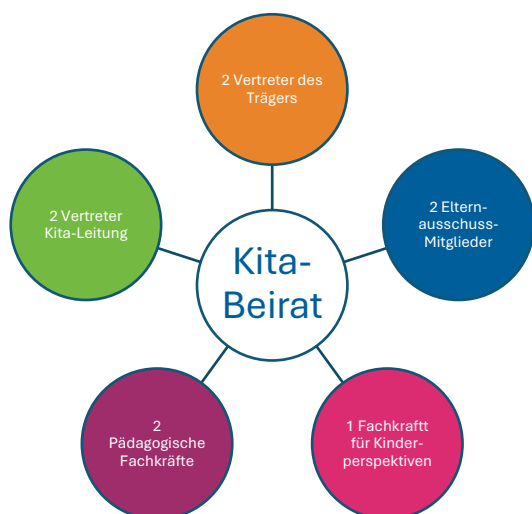 2 Vertreter des
Trägers
2 Vertreter
Kita-Leitung
2 Eltern-
ausschuss-
Mitglieder
Kita-
Beirat
2
Pädagogische
Fachkräfte
1 Fachkraftt
für Kinder-
perspektiven